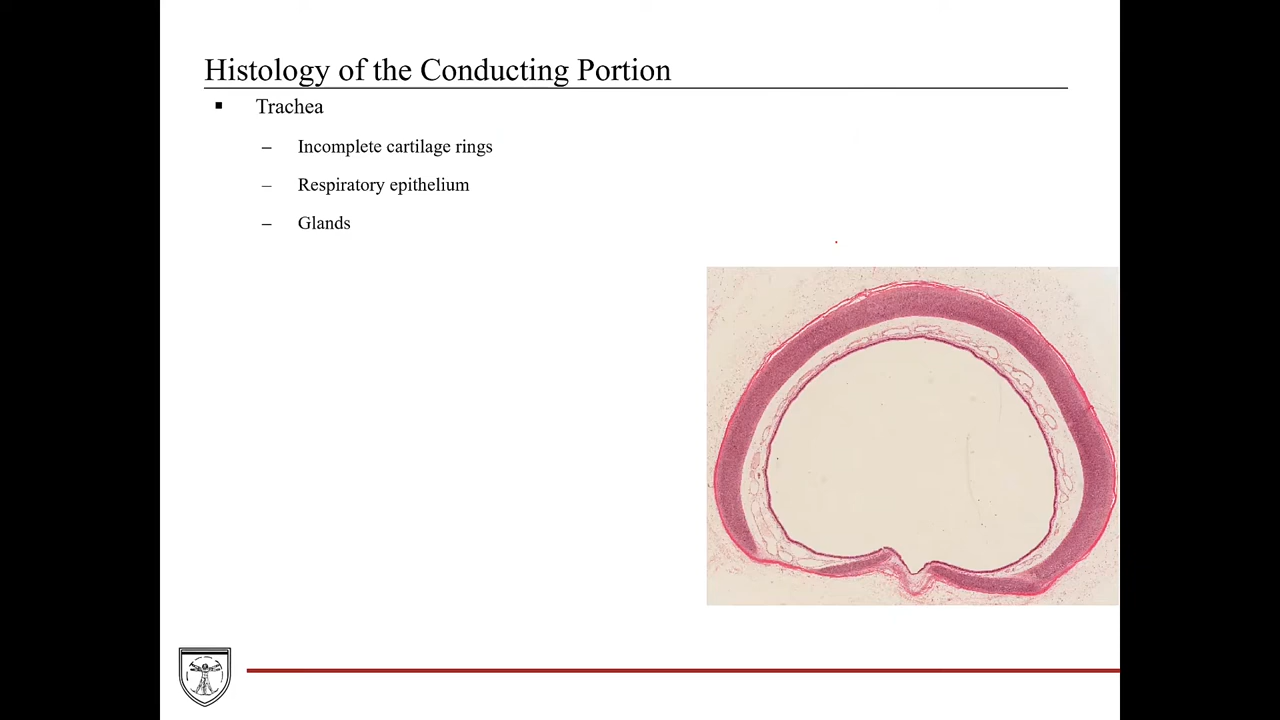 Histology of the Conducting Portion
▪ Trachea
– Incomplete cartilage rings
– Respiratory epithelium
– Glands